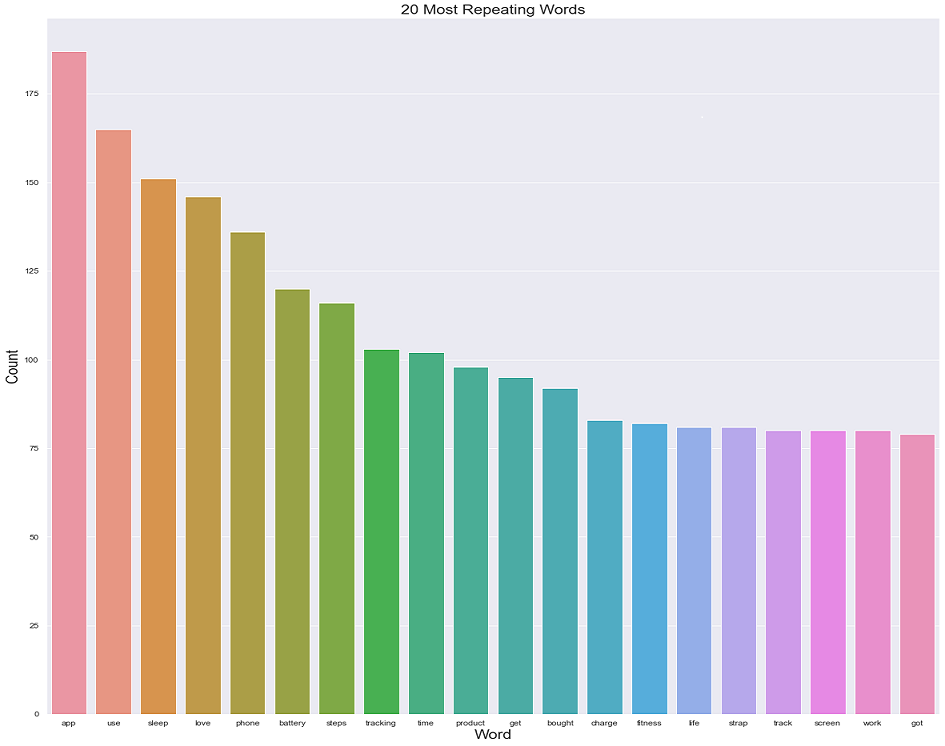 20 Most Repeating Words
Count
175
150
125
100
75
50
25
0
app use sleep love phone battery steps tracking time product get bought charge fitness life strap track screen work got
Word